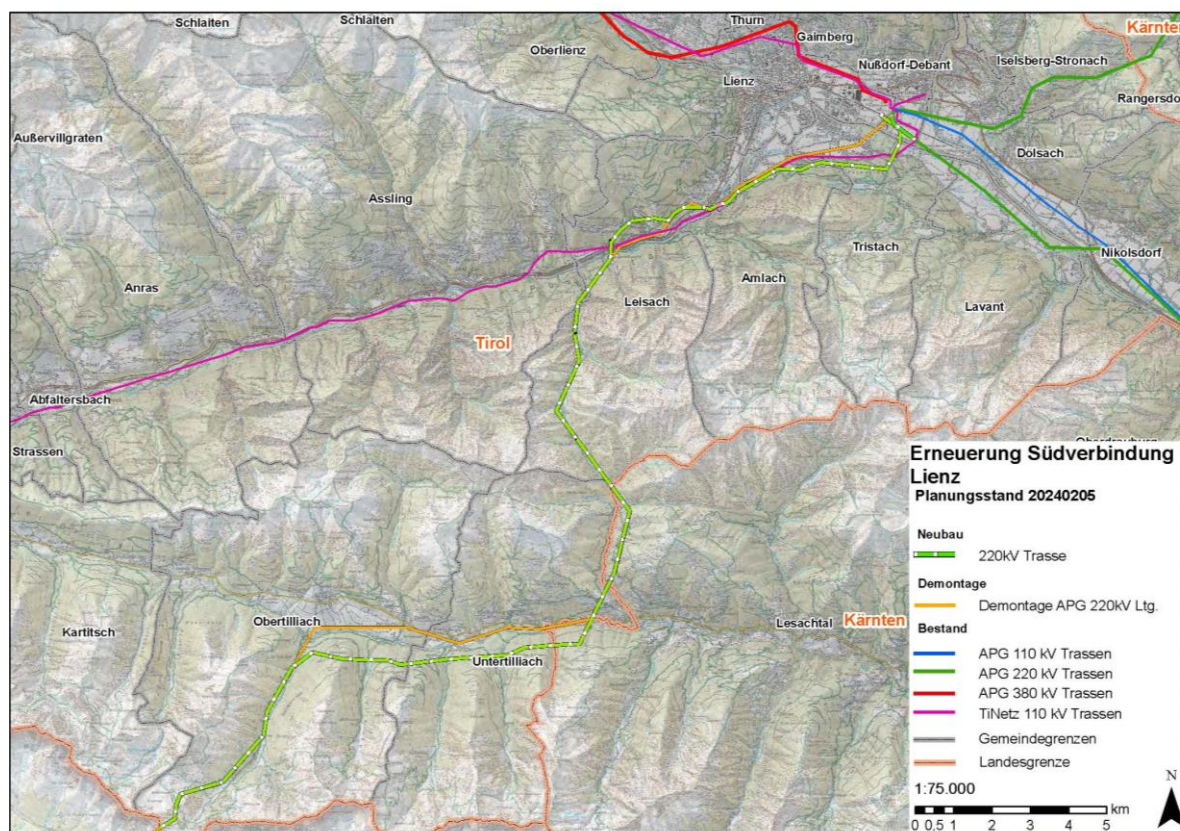 Schlaiten
Schlaiten
Thurn
Kärnten
Gaimberg
Oberlienz
Nußdorf-Debant
Iselsberg-Stronach
Lienz
Rangersdo
Außervillgraten
Dölsach
Assling
Tristach
Nikolsdorf
Anras
Amlach
Leisach
Lavant
Tirol
Abfaltersbach
Strassen
Oberdrauburg
Erneuerung Südverbindung
Lienz
Planungsstand 20240205
Neubau
220kV Trasse
Demontage
Demontage APG 220kV Ltg.
Bestand
APG 110 kV Trassen
APG 220 kV Trassen
APG 380 kV Trassen
TiNetz 110 kV Trassen
Gemeindegrenzen
Landesgrenze
1:75.000
km
0 0,5 1 2 3 4 5
N
Obertilliach
Kärnten
Lesachtal
Kartitsch
Untertilliach